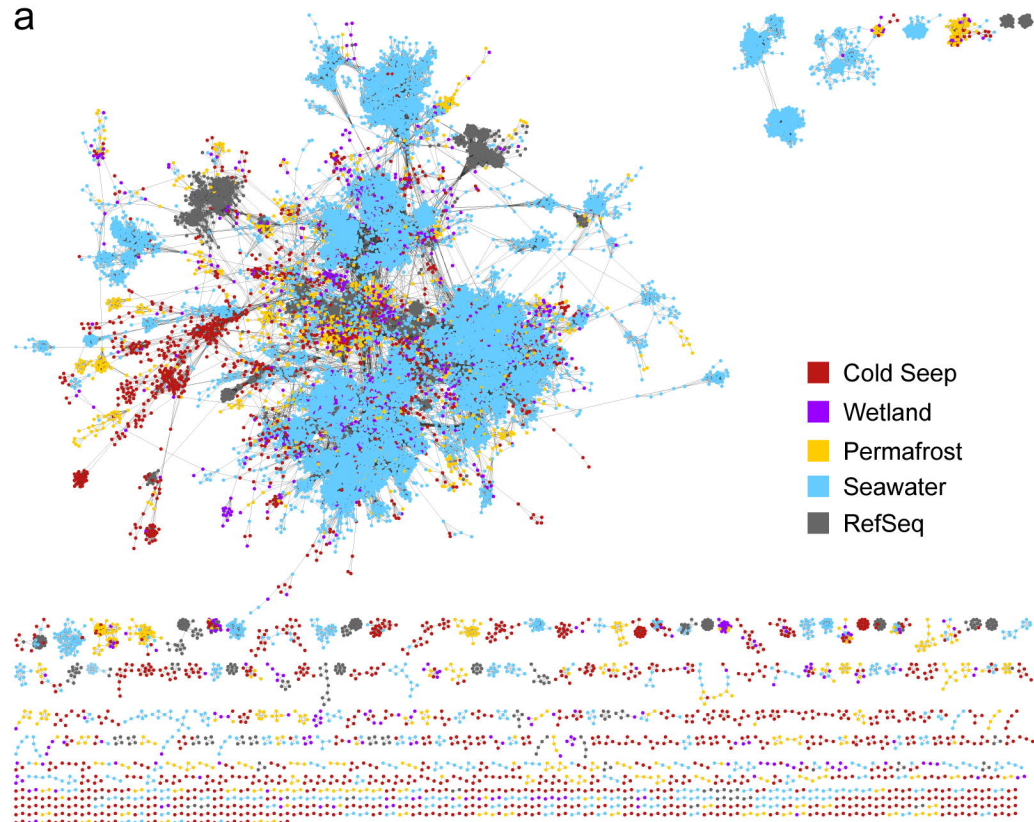 a
Cold Seep
Wetland
Permafrost
Seawater
RefSeq